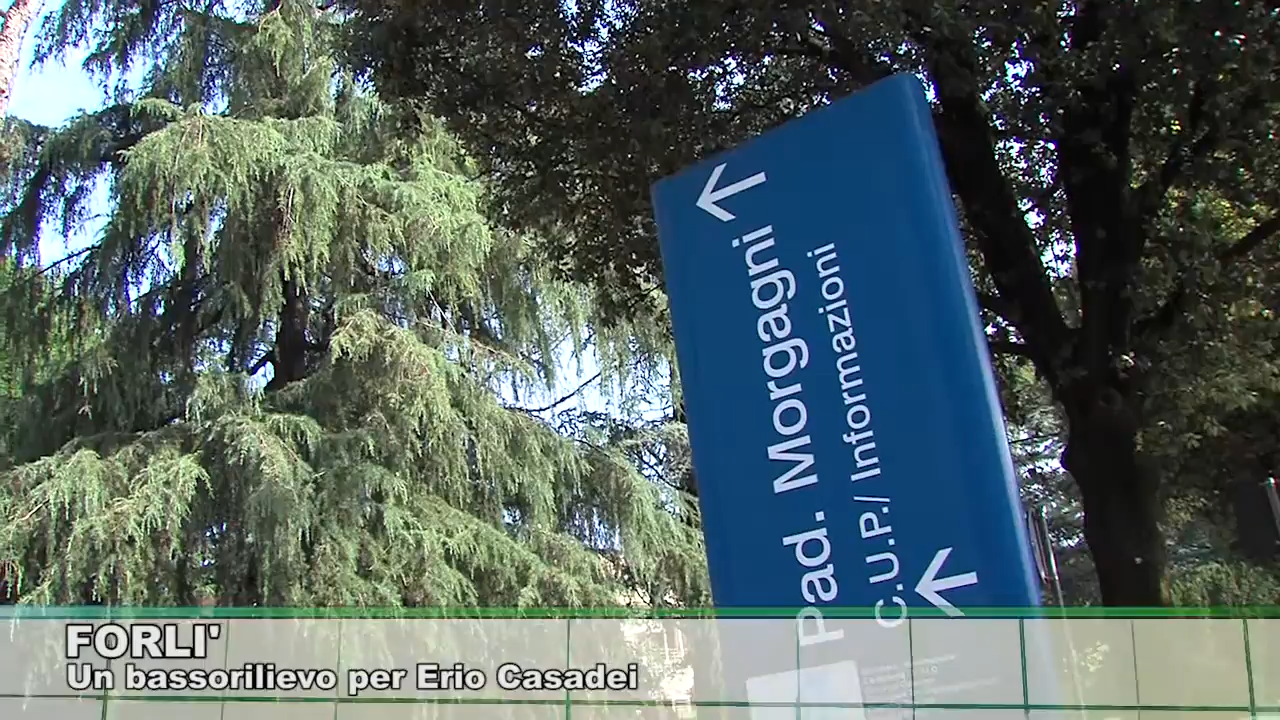 Pad. Morgagni
C.U.P./ Informazioni
FORLI'
Un bassorilievo per Erio Casadei